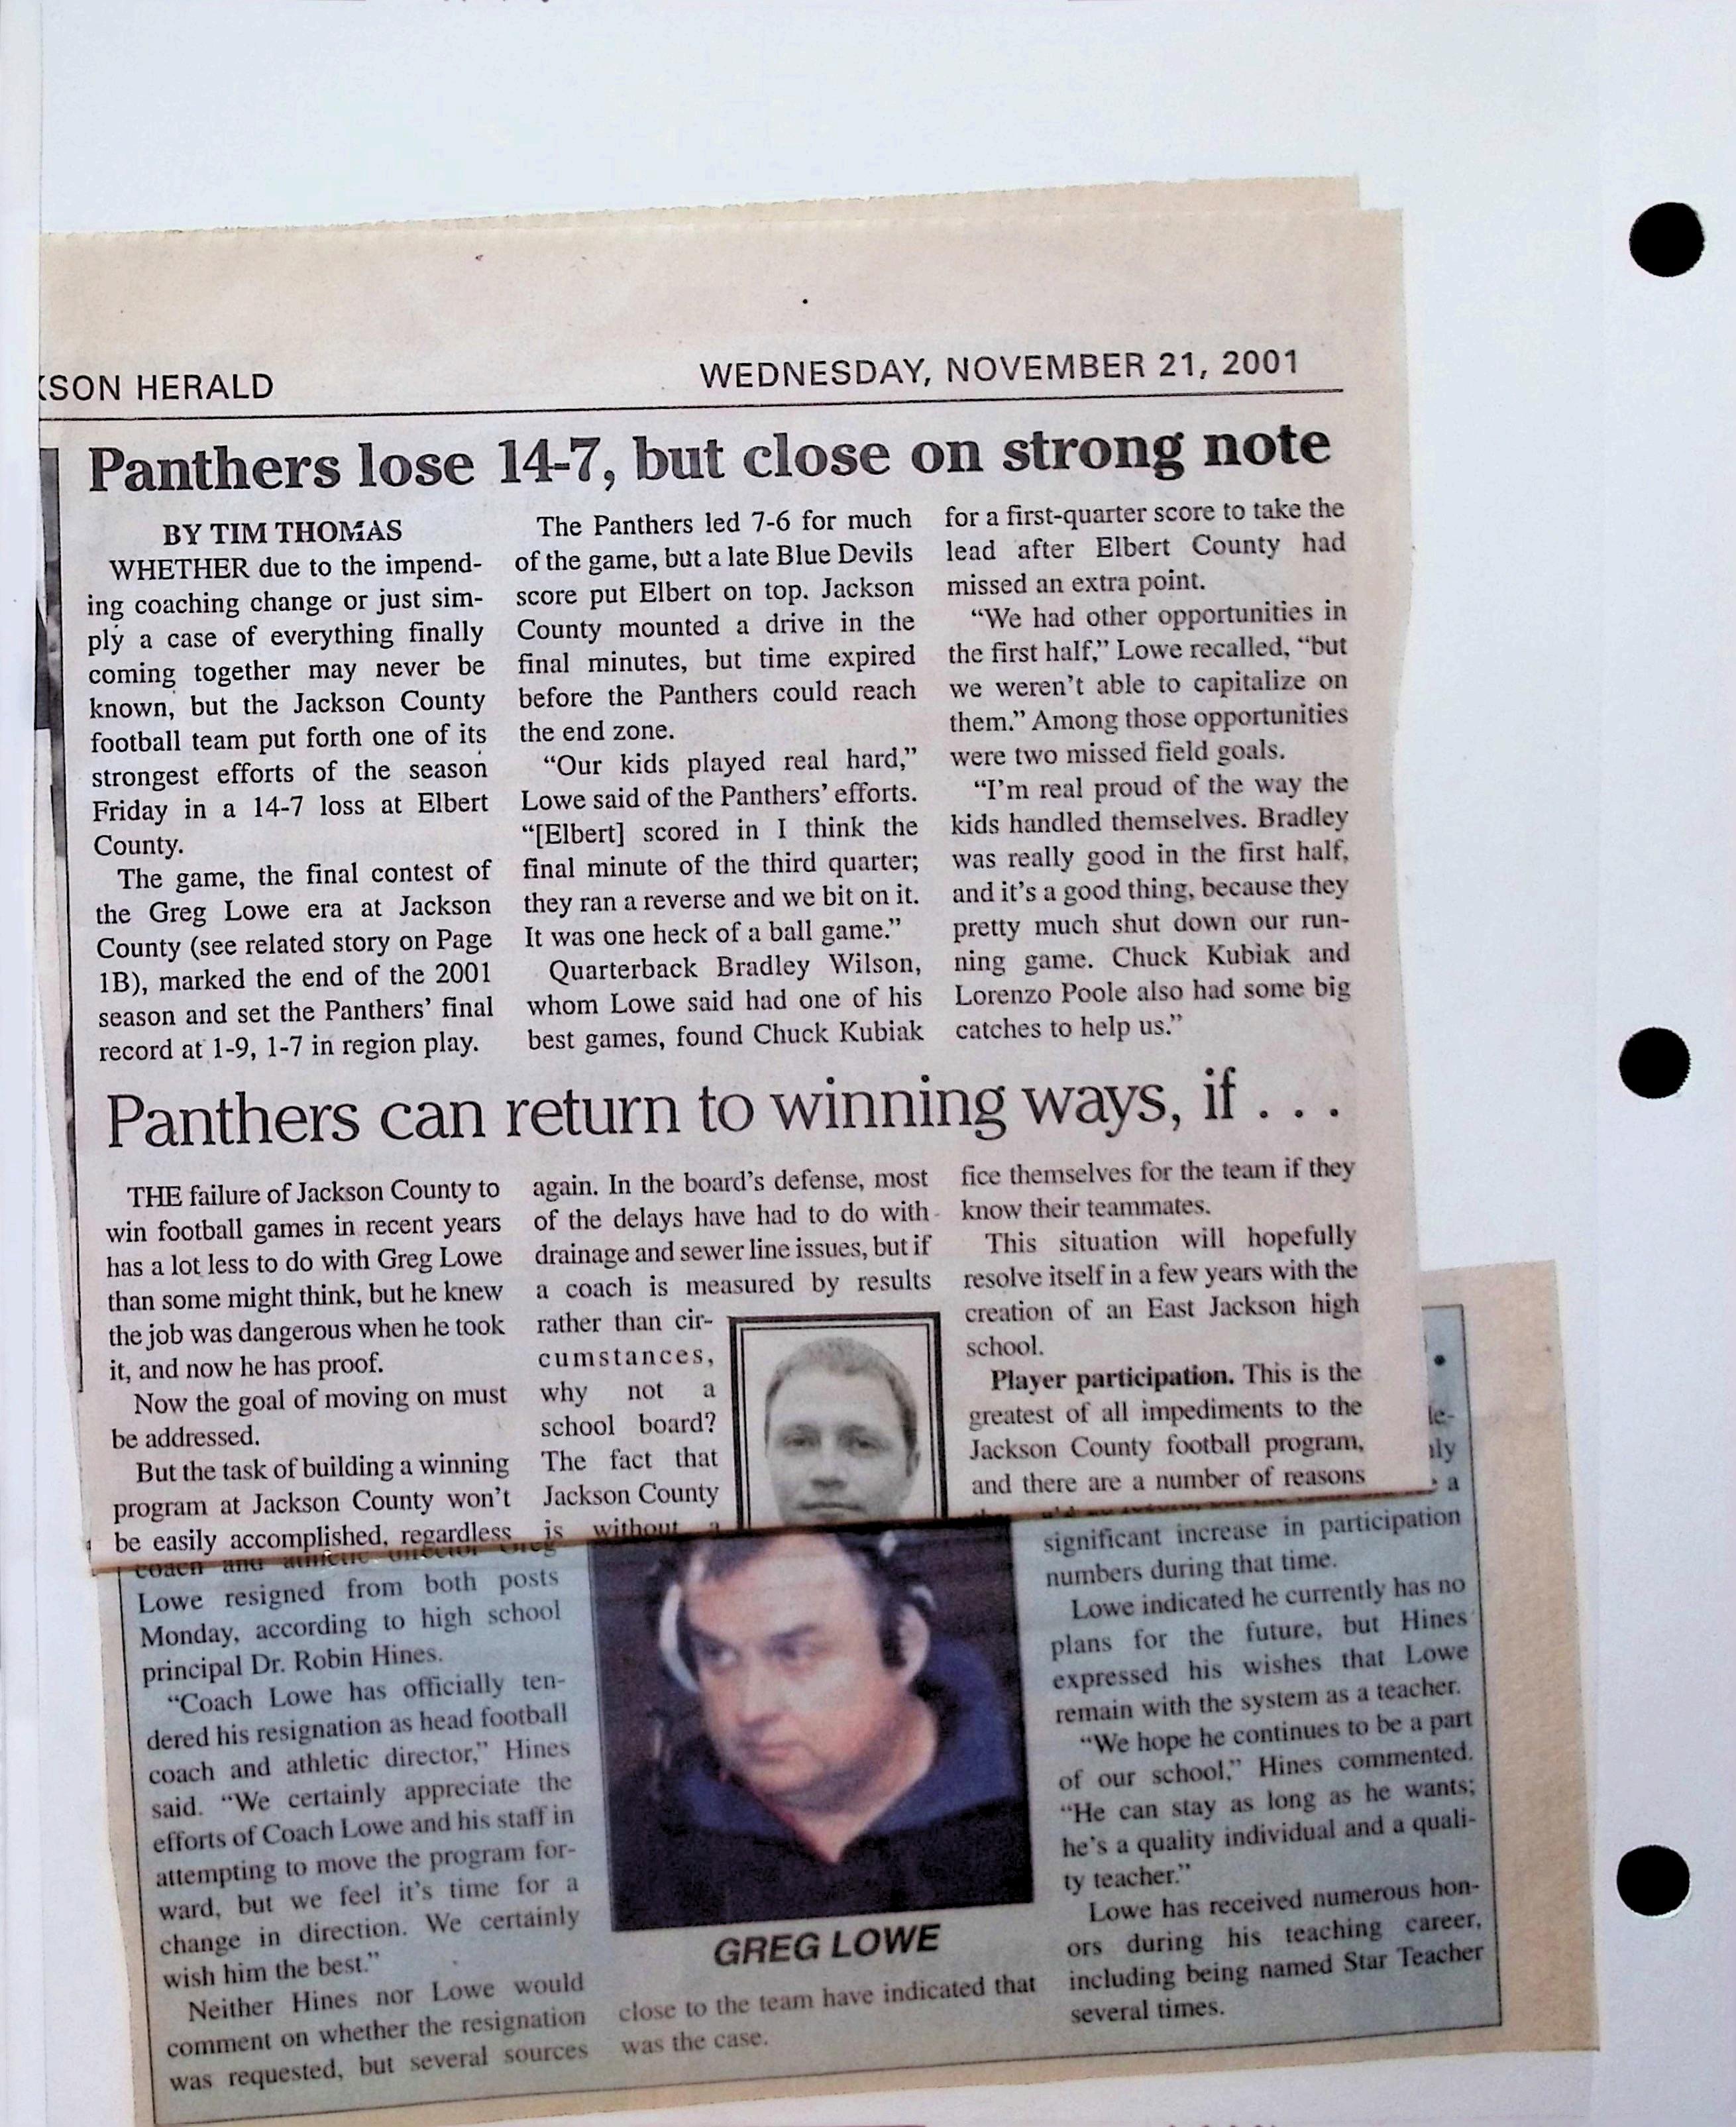 KSON HERALD
WEDNESDAY, NOVEMBER 21, 2001
Panthers lose 14-7, but close on strong note
BY TIM THOMAS
WHETHER due to the impend-
ing coaching change or just sim-
ply a case of everything finally
coming together may never be
known, but the Jackson County
football team put forth one of its
strongest efforts of the season
Friday in a 14-7 loss at Elbert
County.
The game, the final contest of
the Greg Lowe era at Jackson
County (see related story on Page
1B), marked the end of the 2001
season and set the Panthers' final
record at 1-9, 1-7 in region play.
The Panthers led 7-6 for much
of the game, but a late Blue Devils
score put Elbert on top. Jackson
County mounted a drive in the
final minutes, but time expired
before the Panthers could reach
the end zone.
“Our kids played real hard,”
Lowe said of the Panthers' efforts.
“[Elbert] scored in I think the
final minute of the third quarter;
they ran a reverse and we bit on it.
It was one heck of a ball game.”
Quarterback Bradley Wilson,
whom Lowe said had one of his
best games, found Chuck Kubiak
for a first-quarter score to take the
lead after Elbert County had
missed an extra point.
“We had other opportunities in
the first half,” Lowe recalled, “but
we weren't able to capitalize on
them.” Among those opportunities
were two missed field goals.
“I'm real proud of the way the
kids handled themselves. Bradley
was really good in the first half,
and it's a good thing, because they
pretty much shut down our run-
ning game. Chuck Kubiak and
Lorenzo Poole also had some big
catches to help us.”
Panthers can return to winning ways, if . . .
THE failure of Jackson County to
win football games in recent years
has a lot less to do with Greg Lowe
than some might think, but he knew
the job was dangerous when he took
it, and now he has proof.
Now the goal of moving on must
be addressed.
But the task of building a winning
program at Jackson County won't
be easily accomplished, regardless
again. In the board's defense, most
of the delays have had to do with
drainage and sewer line issues, but if
a coach is measured by results
rather than cir-
cumstances,
why not a
school board?
The fact that
Jackson County
is without a
fice themselves for the team if they
know their teammates.
This situation will hopefully
resolve itself in a few years with the
creation of an East Jackson high
school.
Player participation. This is the
greatest of all impediments to the
Jackson County football program,
and there are a number of reasons
coach and athletic director Greg
Lowe resigned from both posts
Monday, according to high school
principal Dr. Robin Hines.
“Coach Lowe has officially ten-
dered his resignation as head football
coach and athletic director,” Hines
said. “We certainly appreciate the
efforts of Coach Lowe and his staff in
attempting to move the program for-
ward, but we feel it's time for a
change in direction. We certainly
wish him the best.”
Neither Hines nor Lowe would
comment on whether the resignation
was requested, but several sources
GREG LOWE
close to the team have indicated that
was the case.
le-
nly
a
significant increase in participation
numbers during that time.
Lowe indicated he currently has no
plans for the future, but Hines
expressed his wishes that Lowe
remain with the system as a teacher.
“We hope he continues to be a part
of our school,” Hines commented.
“He can stay as long as he wants;
he's a quality individual and a quali-
ty teacher.”
Lowe has received numerous hon-
ors during his teaching career,
including being named Star Teacher
several times.